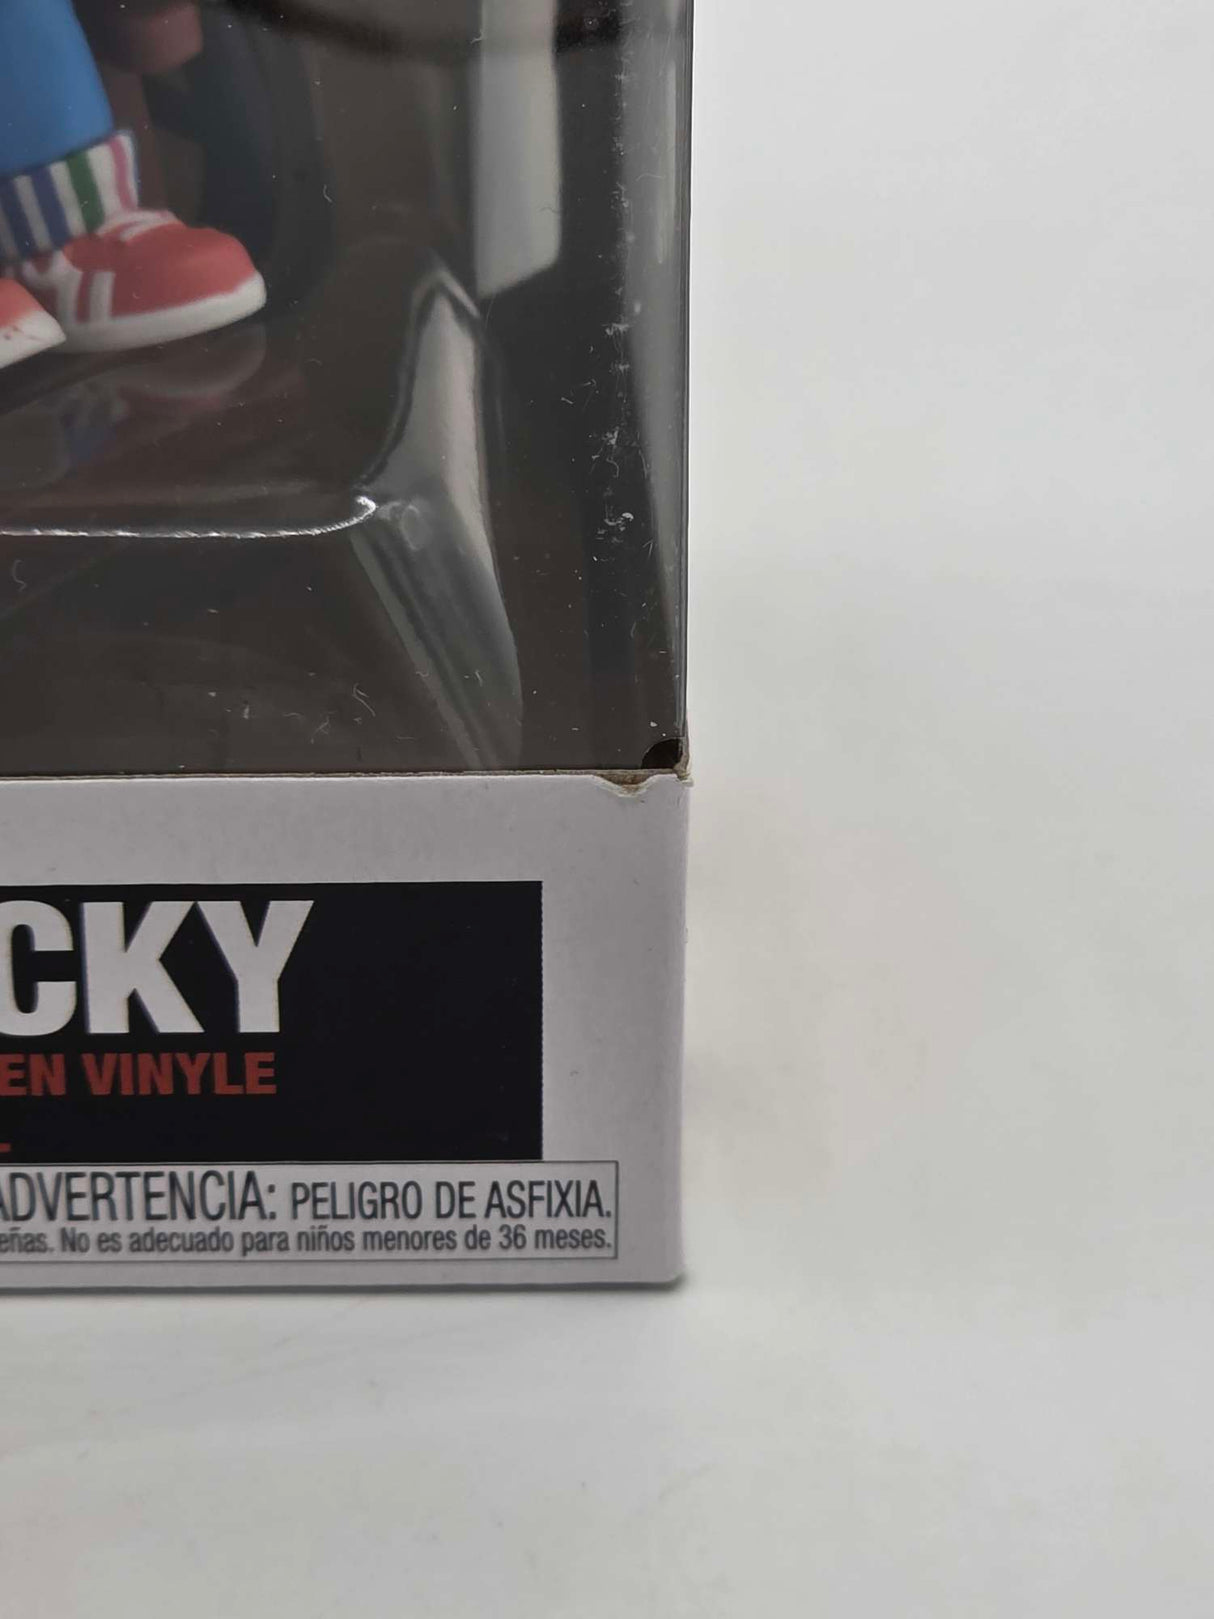 CKY
EN VINYLE
ADVERTENCIA: PELIGRO DE ASFIXIA.
eñas. No es adecuado para niños menores de 36 meses.